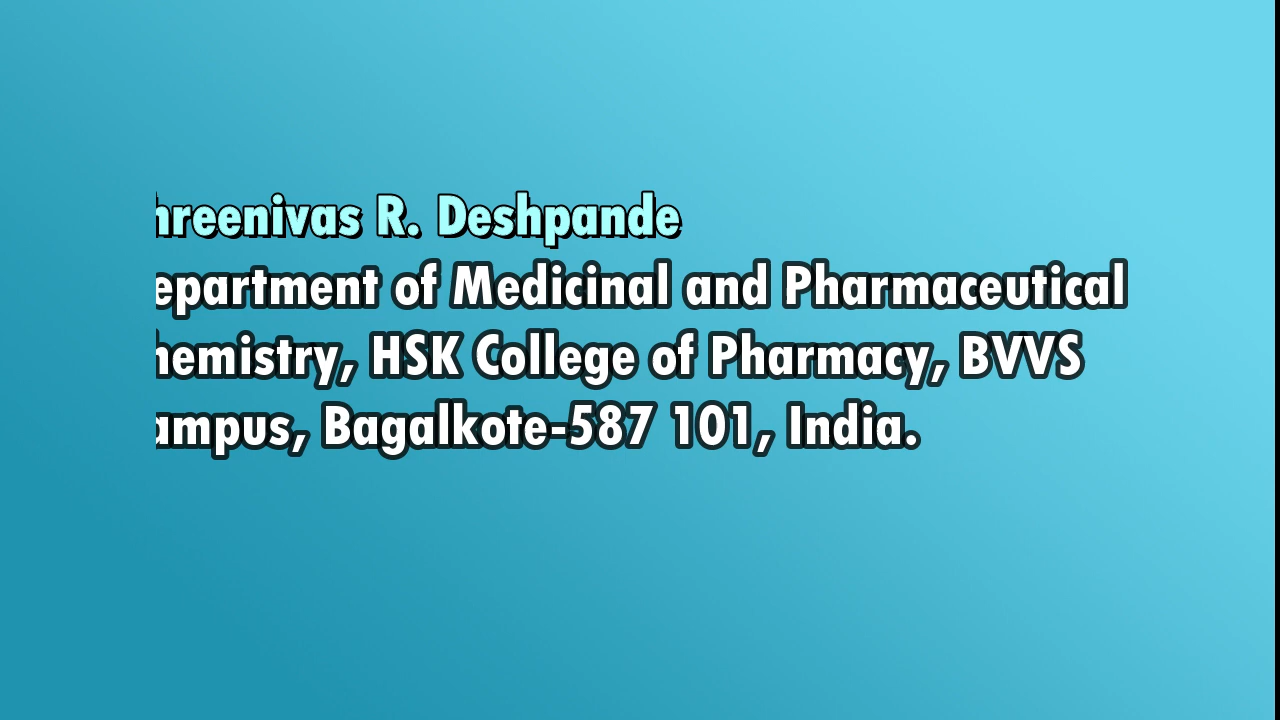 hreenivas R. Deshpande
epartment of Medicinal and Pharmaceutical
hemistry, HSK College of Pharmacy, BVVS
ampus, Bagalkote-587 101, India.